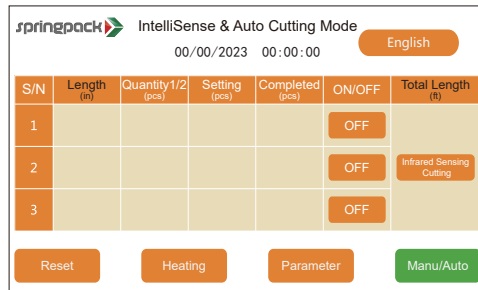 springpack IntelliSense & Auto Cutting Mode
00/00/2023 00:00:00 English
S/N Length (in) Quantity1/2 (pcs) Setting (pcs) Completed (pcs) ON/OFF Total Length (ft)
1 OFF
2 OFF Infrared Sensing Cutting
3 OFF
Reset Heating Parameter Manu/Auto